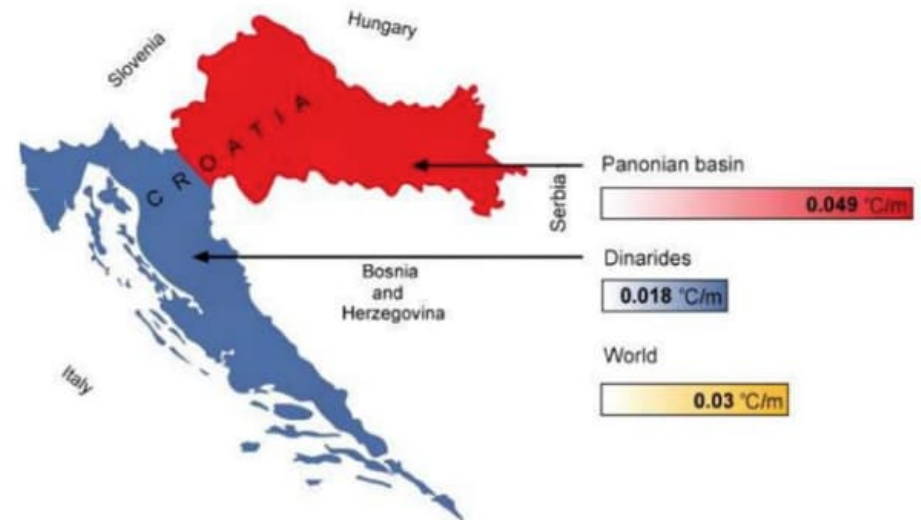 Hungary
Slovenia
CROATIA
Panonian basin
Serbia
0.049 °C/m
Dinarides
Bosnia
and
Herzegovina
0.018 °C/m
World
Italy
0.03 °C/m